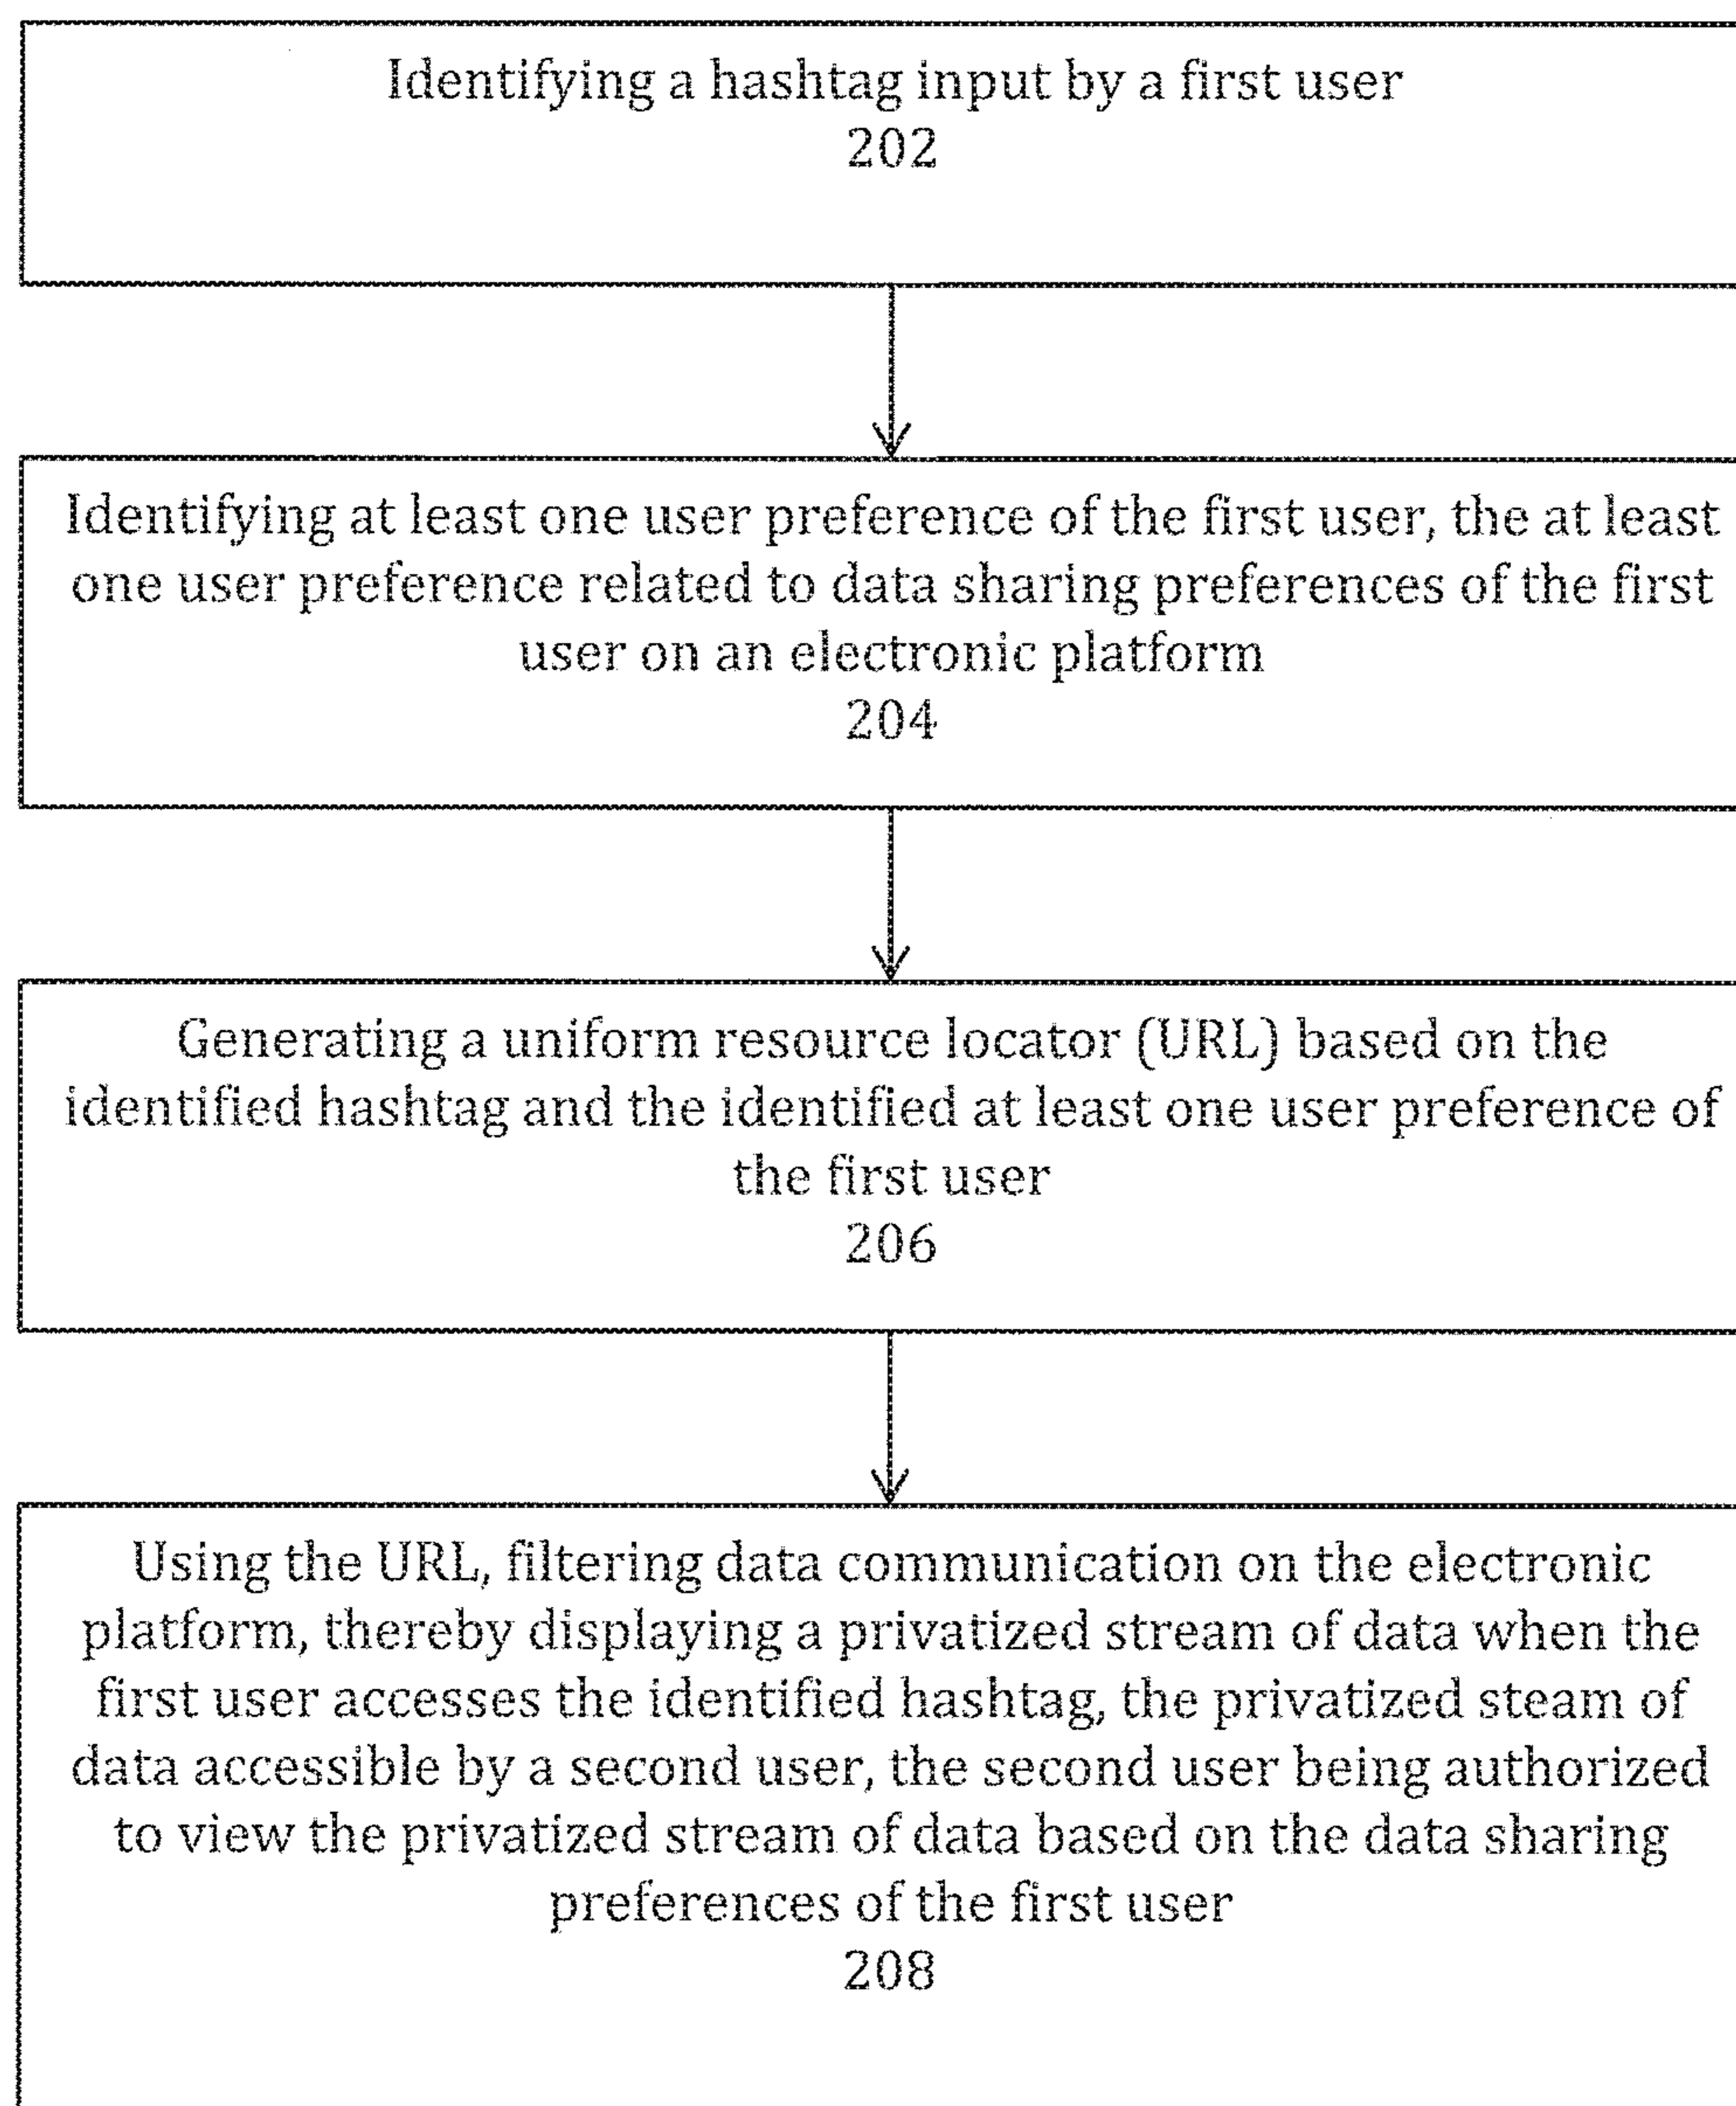 Identifying a hashtag input by a first user
202
Identifying at least one user preference of the first user, the at least
one user preference related to data sharing preferences of the first
user on an electronic platform
204
Generating a uniform resource locator (URL) based on the
identified hashtag and the identified at least one user preference of
the first user
206
Using the URL, filtering data communication on the electronic
platform, thereby displaying a privatized stream of data when the
first user accesses the identified hashtag, the privatized steam of
data accessible by a second user, the second user being authorized
to view the privatized stream of data based on the data sharing
preferences of the first user
208